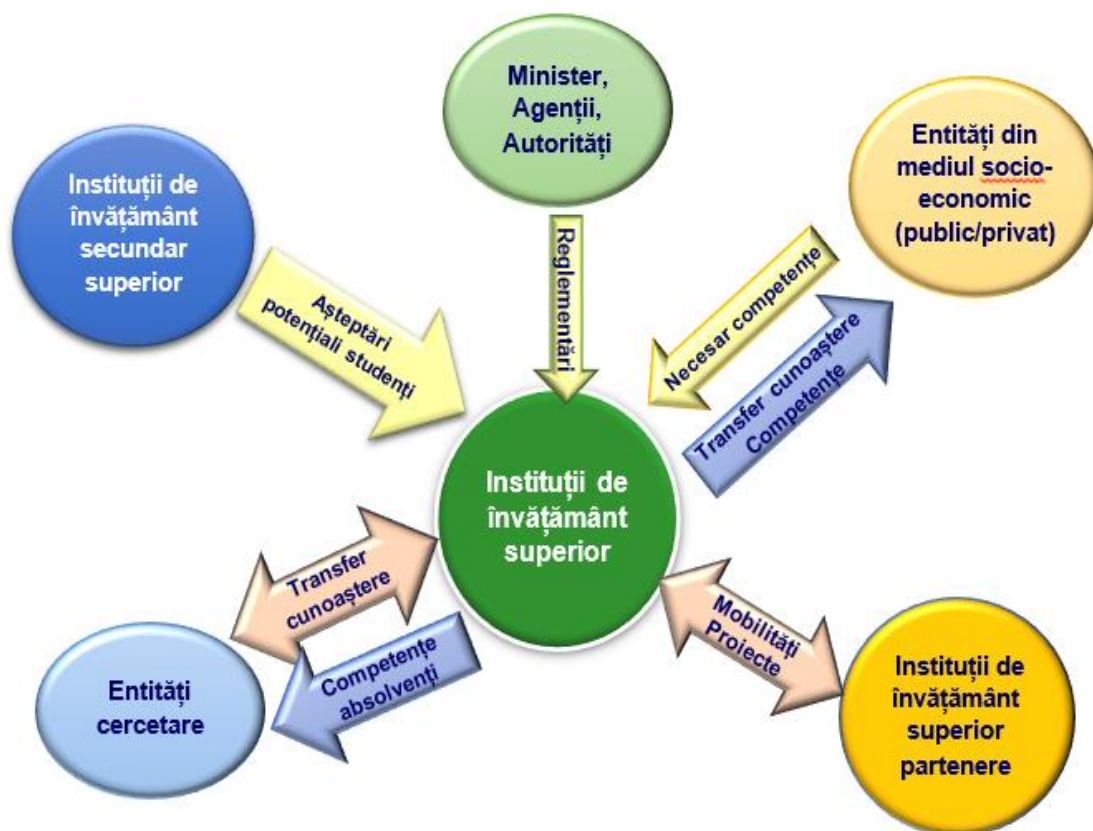 Minister,
Agenții,
Autorități
Instituții de
învățământ
secundar
superior
Entități din
mediul socio-
economic
(public/privat)
Așteptări
potențiali studenți
Reglementări
Necesar competențe
Transfer cunoaștere
Competențe
Instituții de
învățământ
superior
Transfer
cunoaștere
Competențe
absolvenți
Mobilități
Proiecte
Entități
cercetare
Instituții de
învățământ
superior
partenere